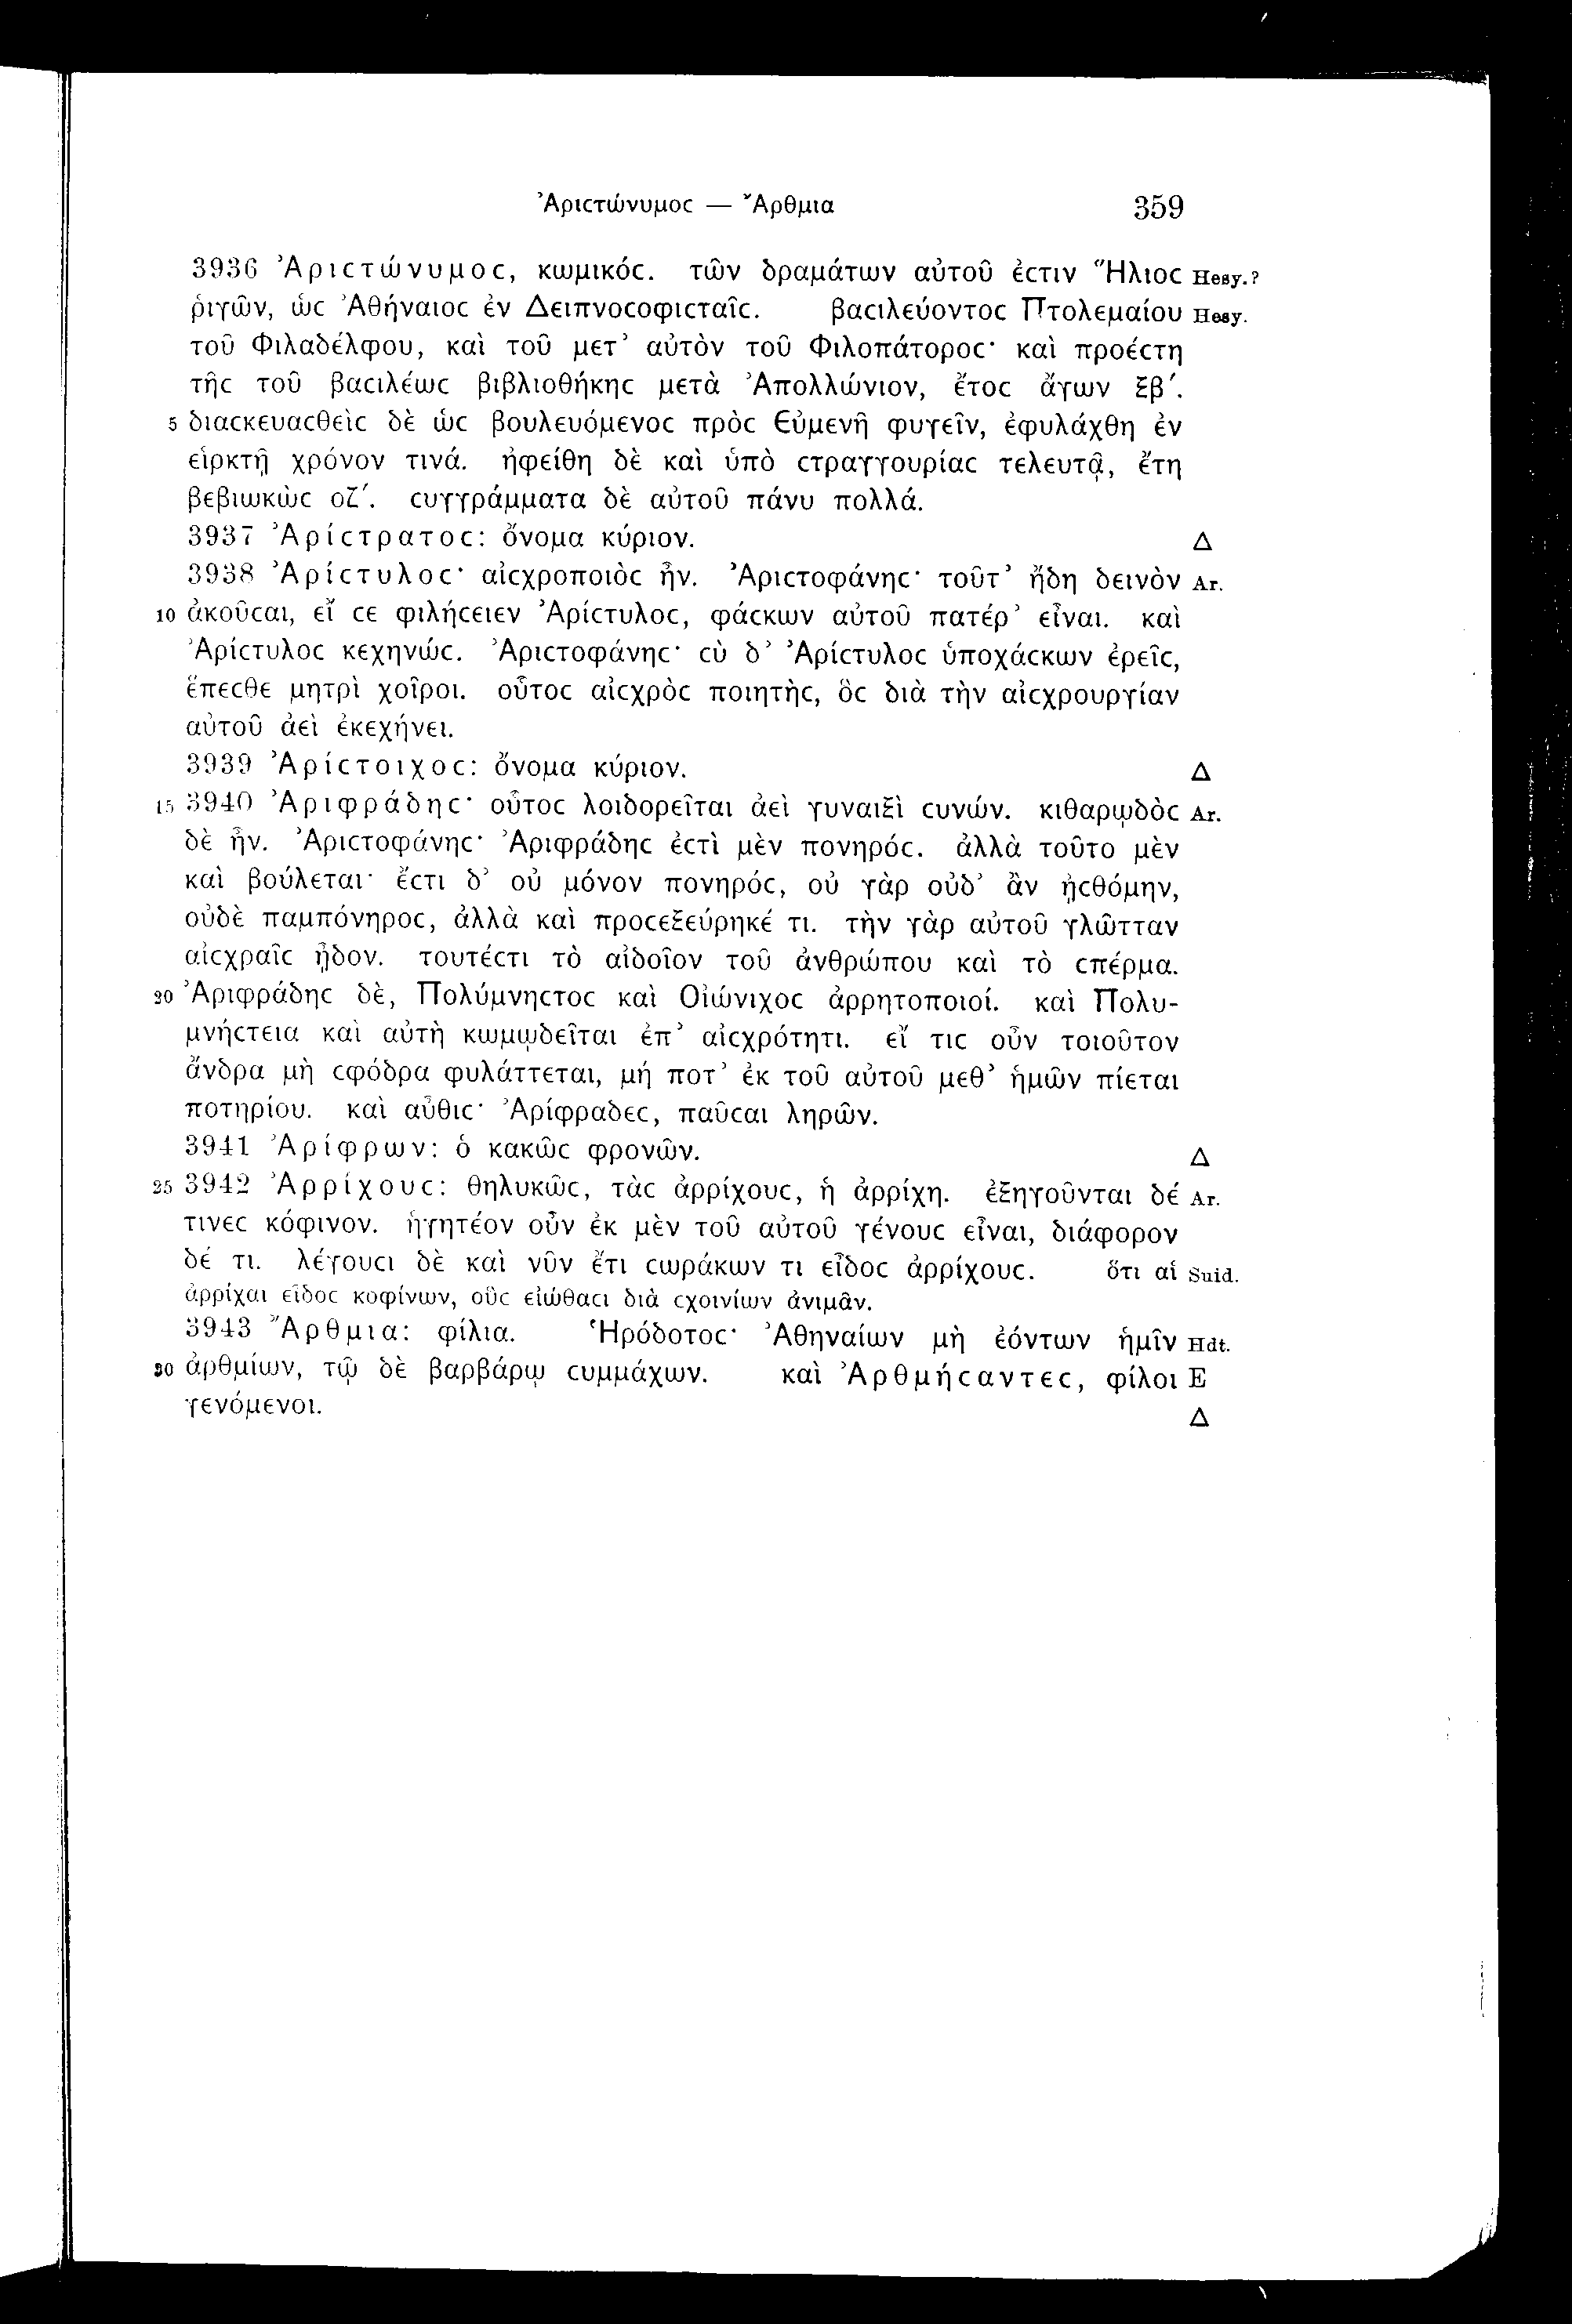 Ἀριϲτώνυμοϲ — Ἄρθμια 359
3936 Ἀριϲτώνυμοϲ, κωμικόϲ. τῶν δραμάτων αὐτοῦ ἐϲτιν Ἥλιοϲ Hesy.?
ῥιγῶν, ὡϲ Ἀθήναιοϲ ἐν Δειπνοϲοφιϲταῖϲ. βαϲιλεύοντοϲ Πτολεμαίου Hesy.
τοῦ Φιλαδέλφου, καὶ τοῦ μετ’ αὐτὸν τοῦ Φιλοπάτοροϲ· καὶ προέϲτη
τῆϲ τοῦ βαϲιλέωϲ βιβλιοθήκηϲ μετὰ Ἀπολλώνιον, ἔτοϲ ἄγων ξβʹ.
5 διαϲκευαϲθεὶϲ δὲ ὡϲ βουλευόμενοϲ πρὸϲ Εὐμενῆ φυγεῖν, ἐφυλάχθη ἐν
εἱρκτῇ χρόνον τινά. ἠφείθη δὲ καὶ ὑπὸ ϲτραγγουρίαϲ τελευτᾷ, ἔτη
βεβιωκὼϲ οζʹ. ϲυγγράμματα δὲ αὐτοῦ πάνυ πολλά.
3937 Ἀρίϲτρατοϲ: ὄνομα κύριον. Δ
3938 Ἀρίϲτυλοϲ· αἰϲχροποιὸϲ ἦν. Ἀριϲτοφάνηϲ· τοῦτ’ ἤδη δεινὸν Ar.
10 ἀκοῦϲαι, εἴ ϲε φιλήϲειεν Ἀρίϲτυλοϲ, φάϲκων αὑτοῦ πατέρ’ εἶναι. καὶ
Ἀρίϲτυλοϲ κεχηνώϲ. Ἀριϲτοφάνηϲ· ϲὺ δ’ Ἀρίϲτυλοϲ ὑποχάϲκων ἐρεῖϲ,
ἕπεϲθε μητρὶ χοῖροι. οὗτοϲ αἰϲχρὸϲ ποιητὴϲ, ὃϲ διὰ τὴν αἰϲχρουργίαν
αὐτοῦ ἀεὶ ἐκεχήνει.
3939 Ἀρίϲτοιχοϲ: ὄνομα κύριον. Δ
15 3940 Ἀριφράδηϲ· οὗτοϲ λοιδορεῖται ἀεὶ γυναιξὶ ϲυνών. κιθαρῳδὸϲ Ar.
δὲ ἦν. Ἀριϲτοφάνηϲ· Ἀριφράδηϲ ἐϲτὶ μὲν πονηρόϲ. ἀλλὰ τοῦτο μὲν
καὶ βούλεται· ἔϲτι δ’ οὐ μόνον πονηρόϲ, οὐ γὰρ οὐδ’ ἂν ᾐϲθόμην,
οὐδὲ παμπόνηροϲ, ἀλλὰ καὶ προϲεξεύρηκέ τι. τὴν γὰρ αὑτοῦ γλῶτταν
αἰϲχραῖϲ ᾖδον. τουτέϲτι τὸ αἰδοῖον τοῦ ἀνθρώπου καὶ τὸ ϲπέρμα.
20 Ἀριφράδηϲ δὲ, Πολύμνηϲτοϲ καὶ Οἰώνιχοϲ ἀρρητοποιοί. καὶ Πολυ-
μνήϲτεια καὶ αὐτὴ κωμῳδεῖται ἐπ’ αἰϲχρότητι. εἴ τιϲ οὖν τοιοῦτον
ἄνδρα μὴ ϲφόδρα φυλάττεται, μή ποτ’ ἐκ τοῦ αὐτοῦ μεθ’ ἡμῶν πίεται
ποτηρίου. καὶ αὖθιϲ· Ἀρίφραδεϲ, παῦϲαι ληρῶν.
3941 Ἀρίφρων: ὁ κακῶϲ φρονῶν. Δ
25 3942 Ἀρρίχουϲ: θηλυκῶϲ, τὰϲ ἀρρίχουϲ, ἡ ἀρρίχη. ἐξηγοῦνται δέ Ar.
τινεϲ κόφινον. ἡγητέον οὖν ἐκ μὲν τοῦ αὐτοῦ γένουϲ εἶναι, διάφορον
δέ τι. λέγουϲι δὲ καὶ νῦν ἔτι ϲωράκων τι εἶδοϲ ἀρρίχουϲ. ὅτι αἱ Suid.
ἀρρίχαι εἶδοϲ κοφίνων, οὓϲ εἰώθαϲι διὰ ϲχοινίων ἀνιμᾶν.
3943 Ἄρθμια: φίλια. Ἡρόδοτοϲ· Ἀθηναίων μὴ ἐόντων ἡμῖν Hdt.
30 ἀρθμίων, τῷ δὲ βαρβάρῳ ϲυμμάχων. καὶ Ἀρθμήϲαντεϲ, φίλοι E
γενόμενοι. Δ